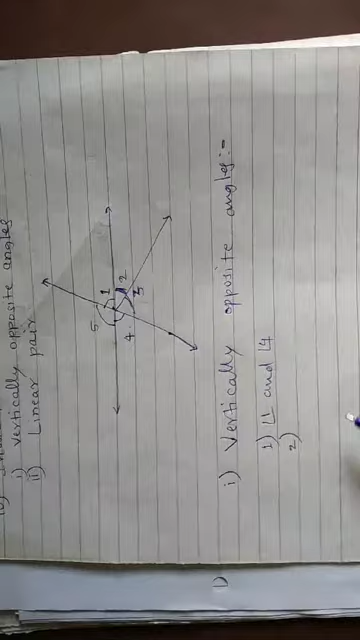 i) Vertically opposite angles
ii) Linear pair
1
2
3
4
5
i) Vertically opposite angles :-
1) ∠1 and ∠4
2)